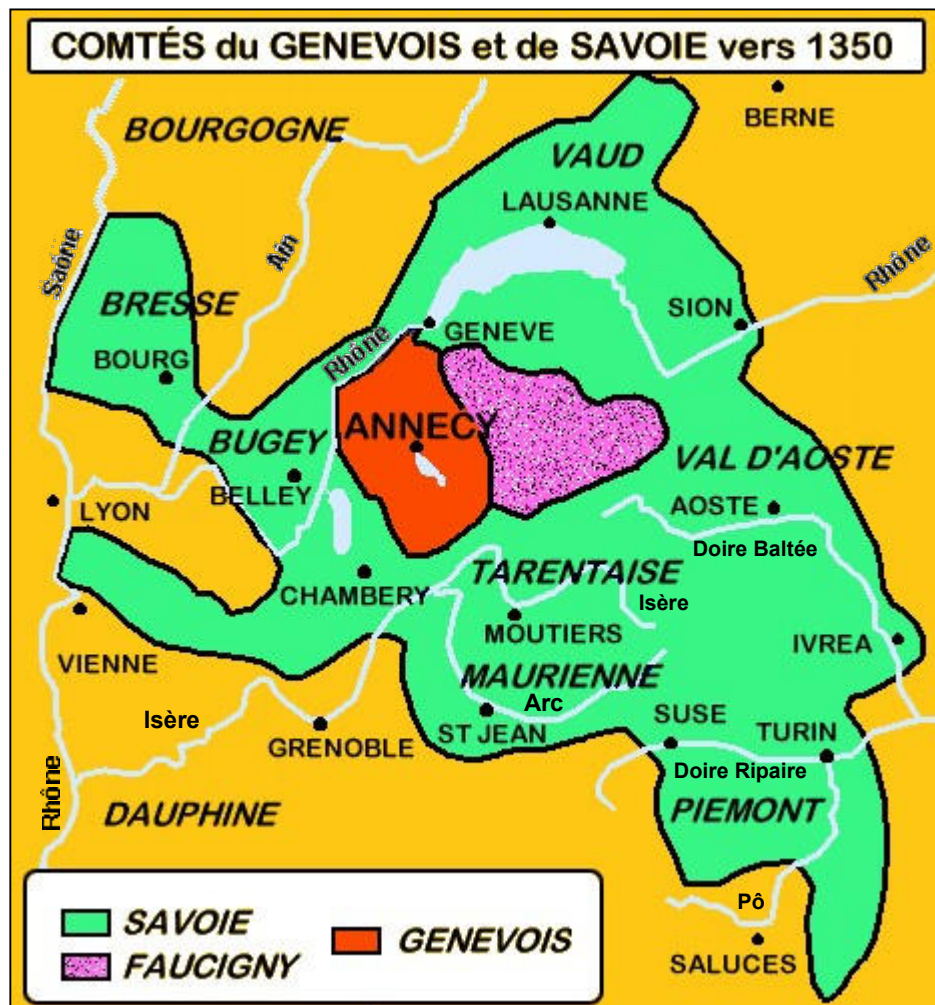 COMTÉS du GENEVOIS et de SAVOIE vers 1350
BOURGOGNE
BERNE
VAUD
LAUSANNE
Saône
Ain
Rhône
BRESSE
SION
BOURG
GENEVE
Rhône
ANNECY
BUGEY
VAL D'AOSTE
BELLEY
LYON
AOSTE
Doire Baltée
TARENTAISE
CHAMBERY
Isère
MOUTIERS
IVREA
VIENNE
MAURIENNE
Arc
Isère
SUSE
TURIN
GRENOBLE
ST JEAN
Doire Ripaire
Rhône
DAUPHINE
PIEMONT
Pô
SALUCES
SAVOIE
GENEVOIS
FAUCIGNY